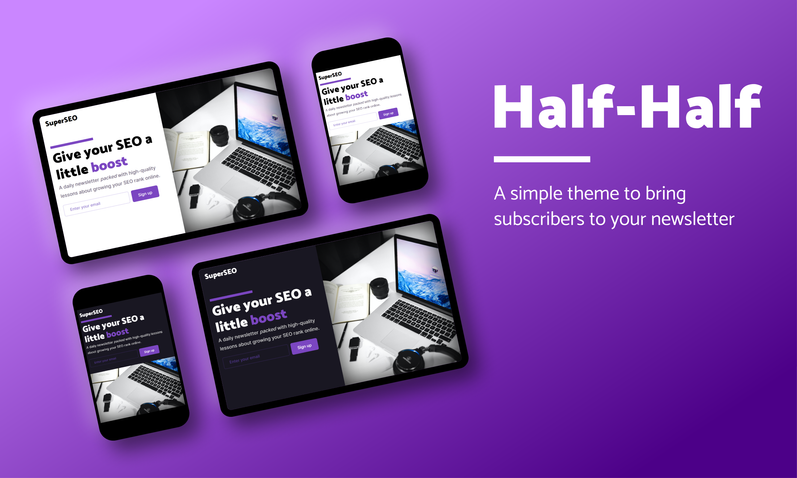 SuperSEO
Give your SEO a
little boost
A daily newsletter packed with high-quality
lessons about growing your SEO rank online.
Enter your email
Sign up
SuperSEO
Give your SEO a
little boost
A daily newsletter packed with high-quality lessons
about growing your SEO rank online.
Enter your email
Sign up
Half-Half
A simple theme to bring
subscribers to your newsletter
SuperSEO
Give your SEO a
little boost
A daily newsletter packed with high-quality lessons
about growing your SEO rank online.
Sign up
SuperSEO
Give your SEO a
little boost
A daily newsletter packed with high-quality
lessons about growing your SEO rank online.
Enter your email
Sign up